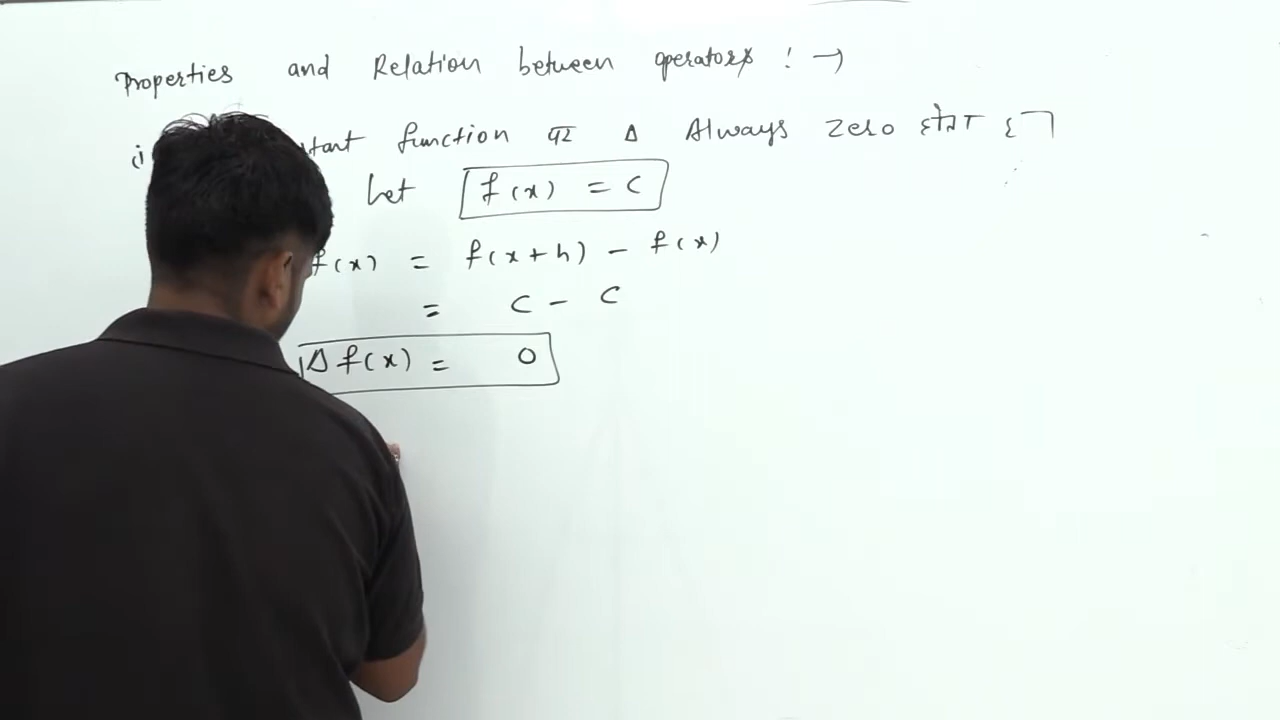 Properties and Relation between operators : →
function पर Δ Always zero होता है
Let f(x) = c
f(x) = f(x+h) - f(x)
= c - c
Δ f(x) = 0